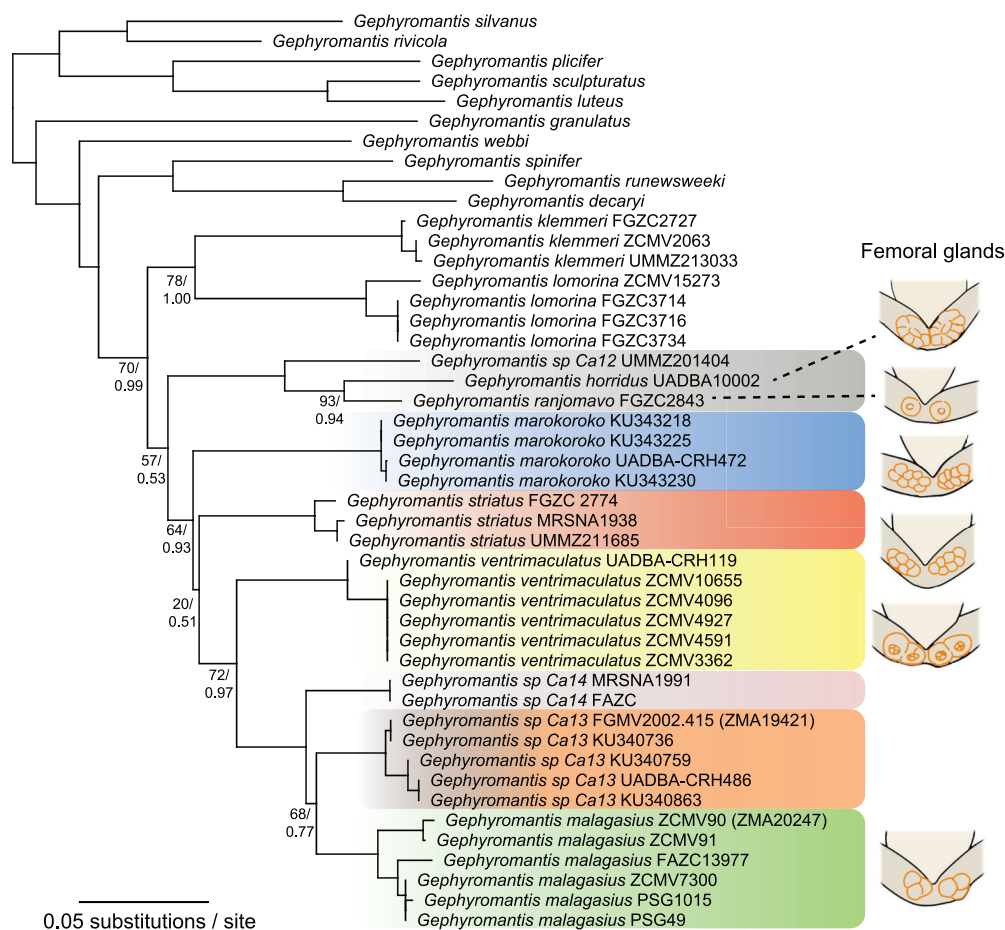 Gephyromantis silvanus
Gephyromantis rivicola
Gephyromantis plicifer
Gephyromantis sculpturatus
Gephyromantis luteus
Gephyromantis granulatus
Gephyromantis webbi
Gephyromantis spinifer
Gephyromantis runewsweeki
Gephyromantis decaryi
Gephyromantis klemmeri FGZC2727
Gephyromantis klemmeri ZCMV2063
Gephyromantis klemmeri UMMZ213033
Gephyromantis lomorina ZCMV15273
Gephyromantis lomorina FGZC3714
Gephyromantis lomorina FGZC3716
Gephyromantis lomorina FGZC3734
Gephyromantis sp Ca12 UMMZ201404
Gephyromantis horridus UADBA10002
Gephyromantis ranjomavo FGZC2843
Gephyromantis marokoroko KU343218
Gephyromantis marokoroko KU343225
Gephyromantis marokoroko UADBA-CRH472
Gephyromantis marokoroko KU343230
Gephyromantis striatus FGZC 2774
Gephyromantis striatus MRSNA1938
Gephyromantis striatus UMMZ211685
Gephyromantis ventrimaculatus UADBA-CRH119
Gephyromantis ventrimaculatus ZCMV10655
Gephyromantis ventrimaculatus ZCMV4096
Gephyromantis ventrimaculatus ZCMV4927
Gephyromantis ventrimaculatus ZCMV4591
Gephyromantis ventrimaculatus ZCMV3362
Gephyromantis sp Ca14 MRSNA1991
Gephyromantis sp Ca14 FAZC
Gephyromantis sp Ca13 FGMV2002.415 (ZMA19421)
Gephyromantis sp Ca13 KU340736
Gephyromantis sp Ca13 KU340759
Gephyromantis sp Ca13 UADBA-CRH486
Gephyromantis sp Ca13 KU340863
Gephyromantis malagasius ZCMV90 (ZMA20247)
Gephyromantis malagasius ZCMV91
Gephyromantis malagasius FAZC13977
Gephyromantis malagasius ZCMV7300
Gephyromantis malagasius PSG1015
Gephyromantis malagasius PSG49
78/
1.00
70/
0.99
93/
0.94
57/
0.53
64/
0.93
20/
0.51
72/
0.97
68/
0.77
Femoral glands
0.05 substitutions / site